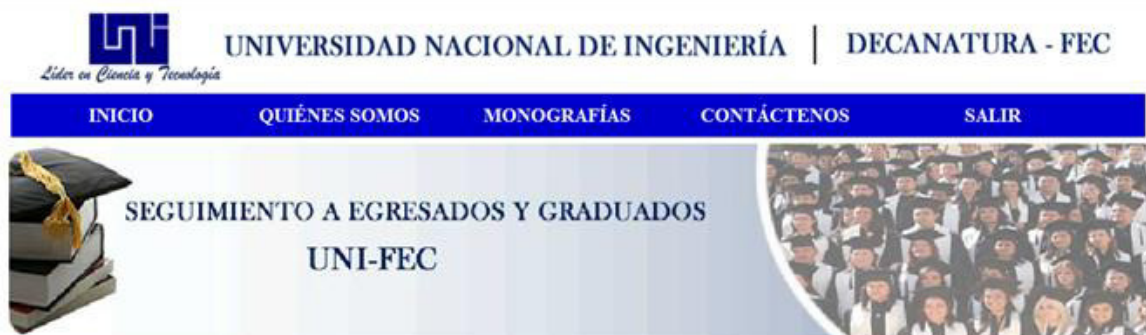 uni
Líder en Ciencia y Tecnología
UNIVERSIDAD NACIONAL DE INGENIERÍA | DECANATURA - FEC
INICIO QUIÉNES SOMOS MONOGRAFÍAS CONTÁCTENOS SALIR
SEGUIMIENTO A EGRESADOS Y GRADUADOS
UNI-FEC